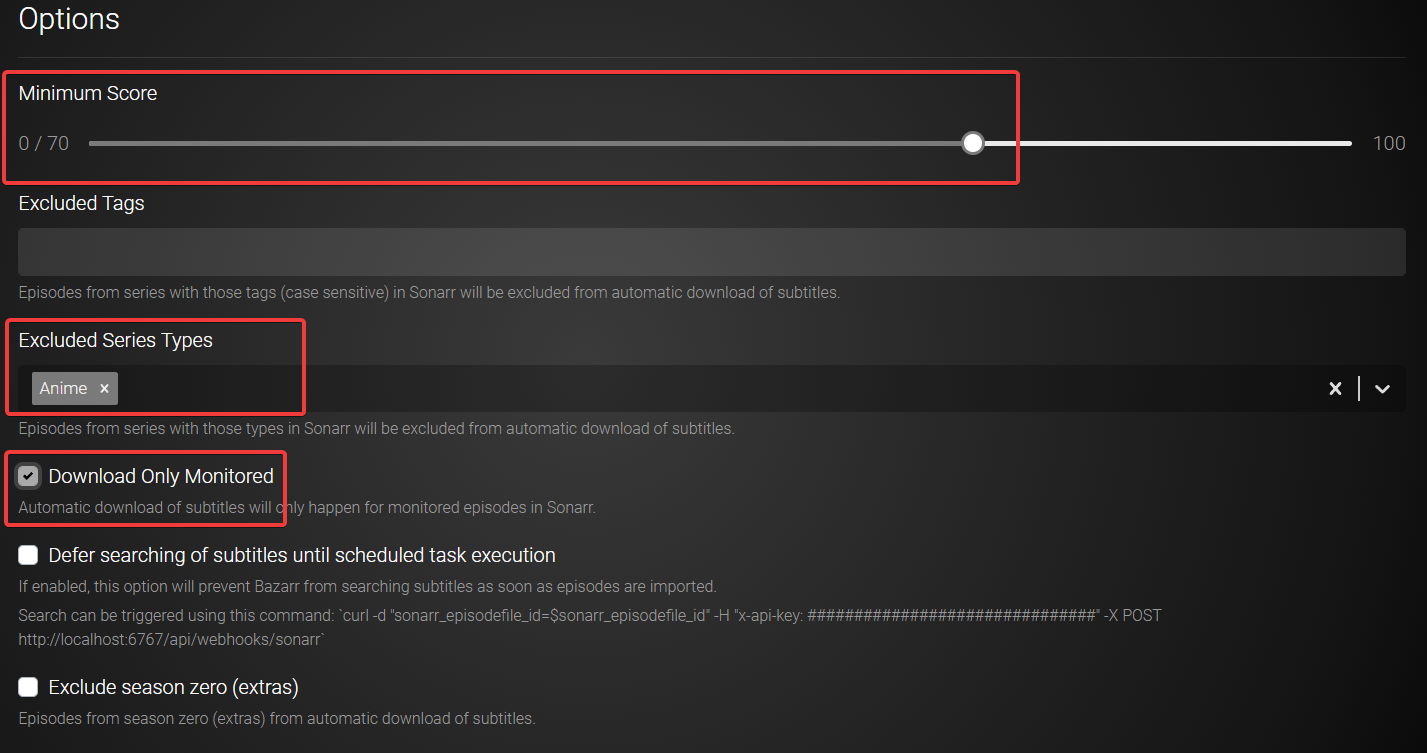 Options
Minimum Score
0 / 70
100
Excluded Tags
Episodes from series with those tags (case sensitive) in Sonarr will be excluded from automatic download of subtitles.
Excluded Series Types
Anime
Episodes from series with those types in Sonarr will be excluded from automatic download of subtitles.
Download Only Monitored
Automatic download of subtitles will only happen for monitored episodes in Sonarr.
Defer searching of subtitles until scheduled task execution
If enabled, this option will prevent Bazarr from searching subtitles as soon as episodes are imported.
Search can be triggered using this command: `curl -d "sonarr_episodefile_id=$sonarr_episodefile_id" -H "x-api-key: ###############################" -X POST
http://localhost:6767/api/webhooks/sonarr`
Exclude season zero (extras)
Episodes from season zero (extras) from automatic download of subtitles.